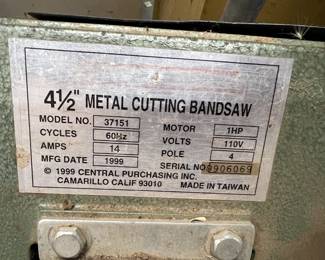 4½" METAL CUTTING BANDSAW
MODEL NO. 37151 MOTOR 1HP
CYCLES 60Hz VOLTS 110V
AMPS 14 POLE 4
MFG DATE 1999 SERIAL NO. 9906069
© 1999 CENTRAL PURCHASING INC.
CAMARILLO CALIF 93010 MADE IN TAIWAN